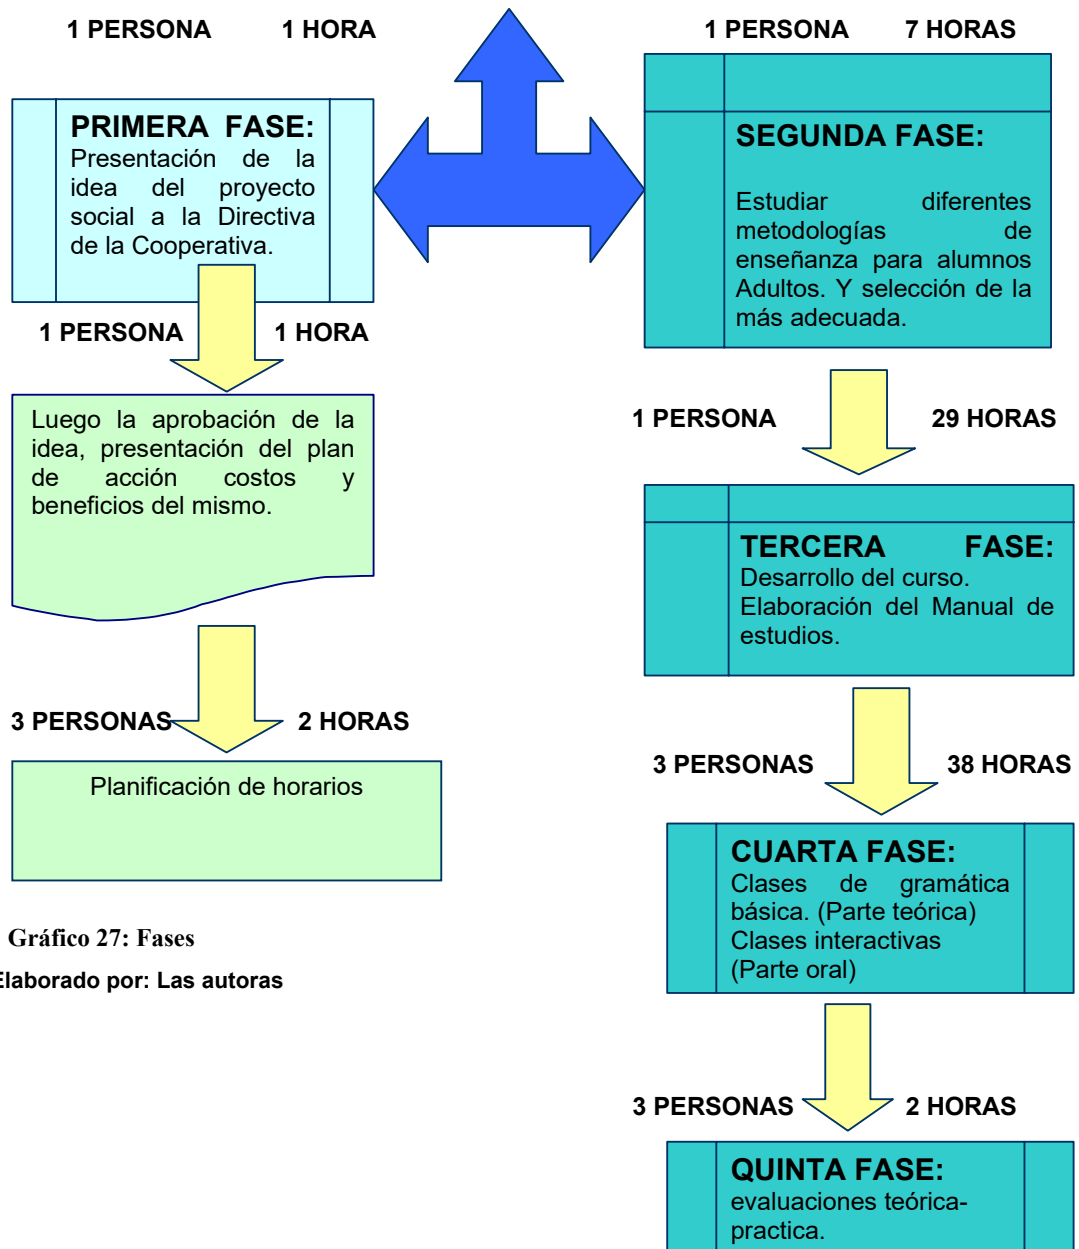 1 PERSONA 1 HORA
PRIMERA FASE:
Presentación de la
idea del proyecto
social a la Directiva
de la Cooperativa.
1 PERSONA 1 HORA
Luego la aprobación de la
idea, presentación del plan
de acción costos y
beneficios del mismo.
3 PERSONAS 2 HORAS
Planificación de horarios
Gráfico 27: Fases
Elaborado por: Las autoras
1 PERSONA 7 HORAS
SEGUNDA FASE:
Estudiar diferentes
metodologías de
enseñanza para alumnos
Adultos. Y selección de la
más adecuada.
1 PERSONA 29 HORAS
TERCERA FASE:
Desarrollo del curso.
Elaboración del Manual de
estudios.
3 PERSONAS 38 HORAS
CUARTA FASE:
Clases de gramática
básica. (Parte teórica)
Clases interactivas
(Parte oral)
3 PERSONAS 2 HORAS
QUINTA FASE:
evaluaciones teórica-
practica.